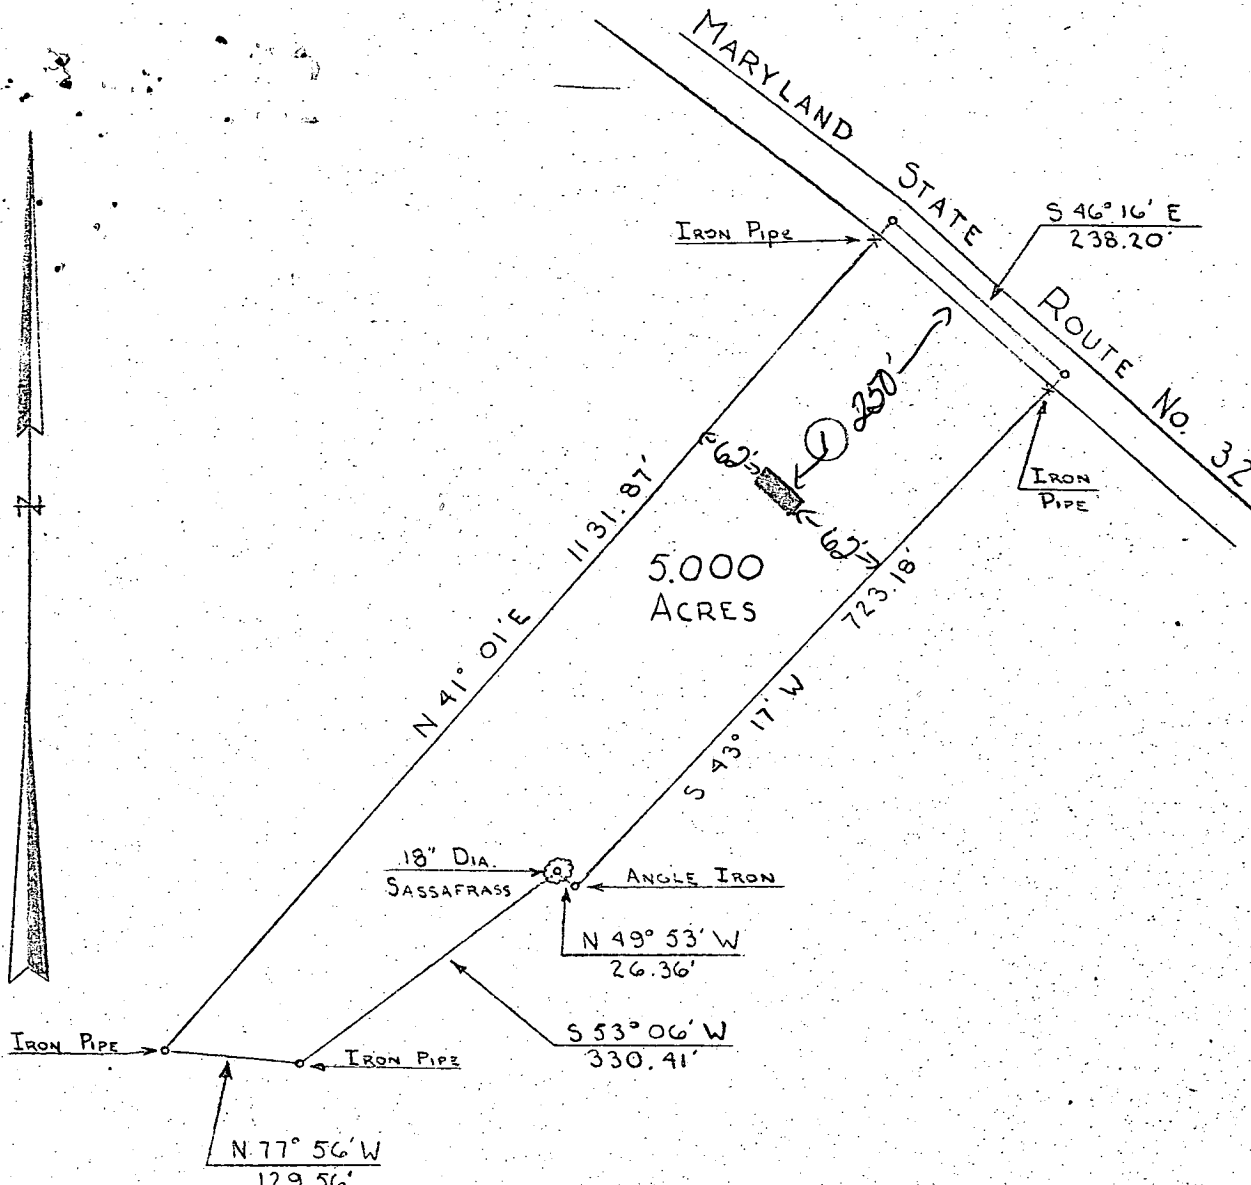 MARYLAND STATE ROUTE No. 32
IRON PIPE
S 46° 16' E
238.20'
① 250'
62'
IRON
PIPE
62'
1131.87'
5.000
ACRES
723.18'
N 41° 01' E
S 43° 17' W
N
18" DIA.
SASSAFRASS
ANGLE IRON
N 49° 53' W
26.36'
IRON PIPE
IRON PIPE
S 53° 06' W
330.41'
N 77° 56' W
129.56'